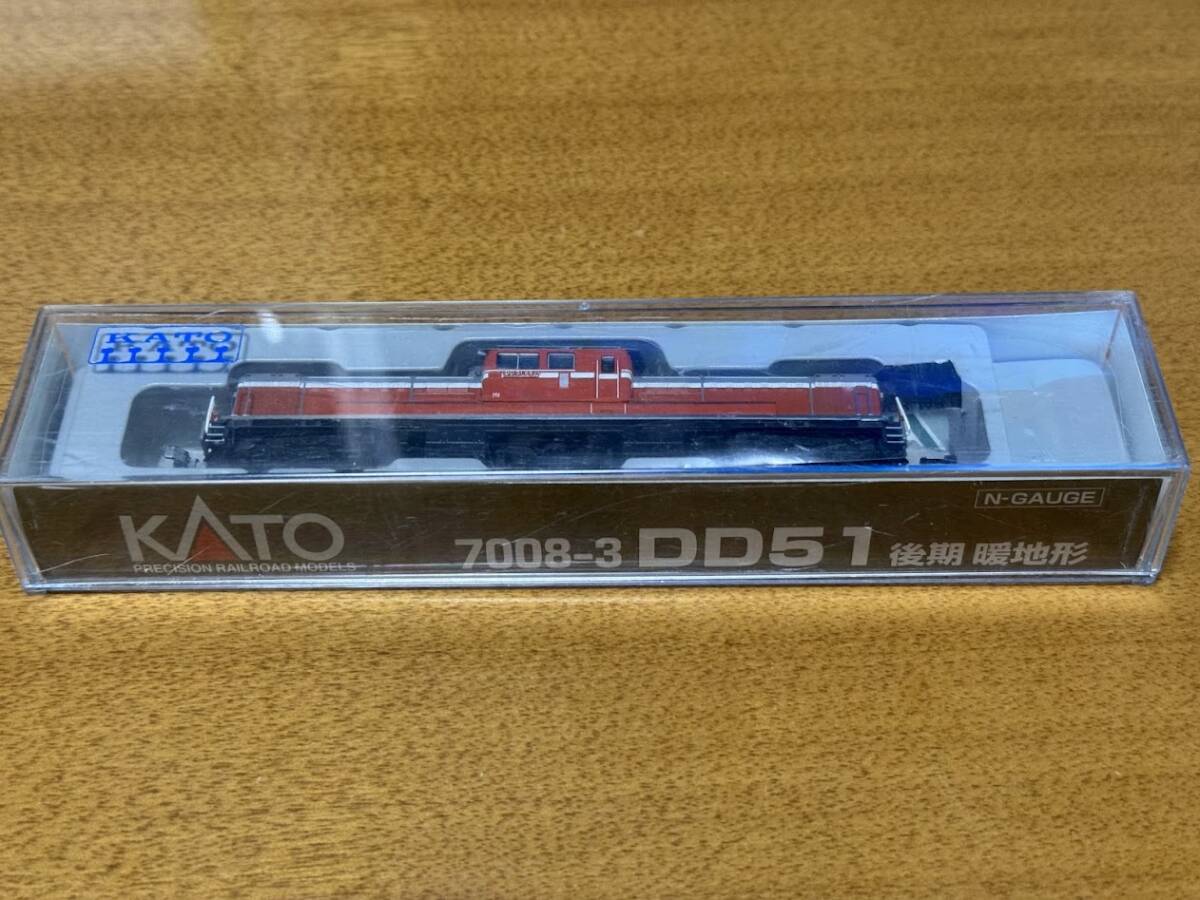 KATO
KATO
PRECISION RAILROAD MODELS
7008-3 DD51 後期 暖地形
N-GAUGE